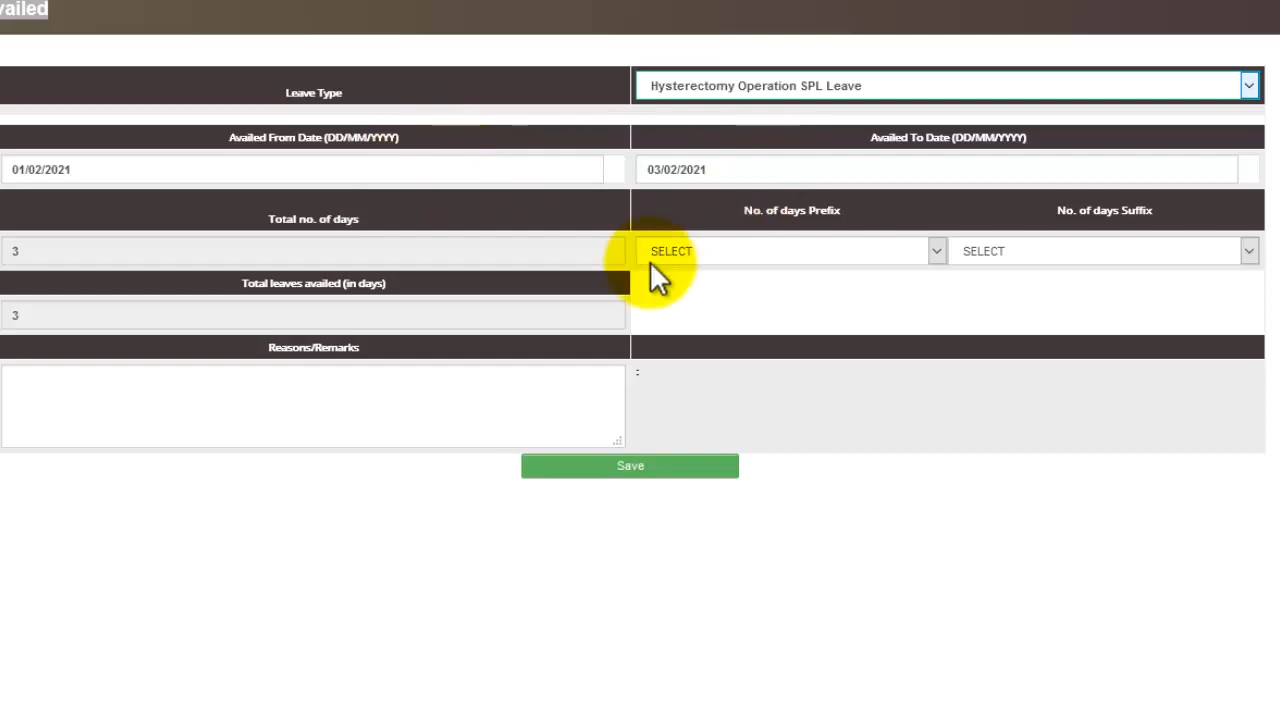 vailed
Leave Type
Hysterectomy Operation SPL Leave
Availed From Date (DD/MM/YYYY)
Availed To Date (DD/MM/YYYY)
01/02/2021
03/02/2021
Total no. of days
No. of days Prefix
No. of days Suffix
3
SELECT
SELECT
Total leaves availed (in days)
3
Reasons/Remarks
:
Save